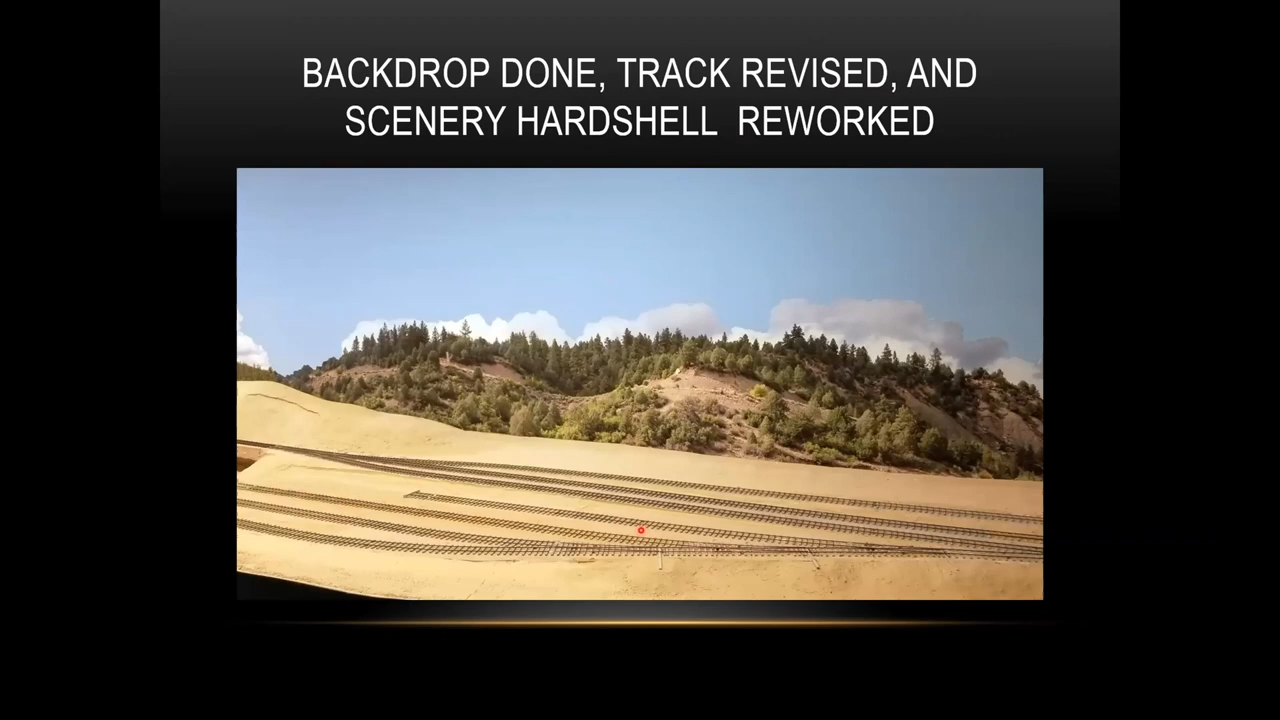 BACKDROP DONE, TRACK REVISED, AND
SCENERY HARDSHELL REWORKED